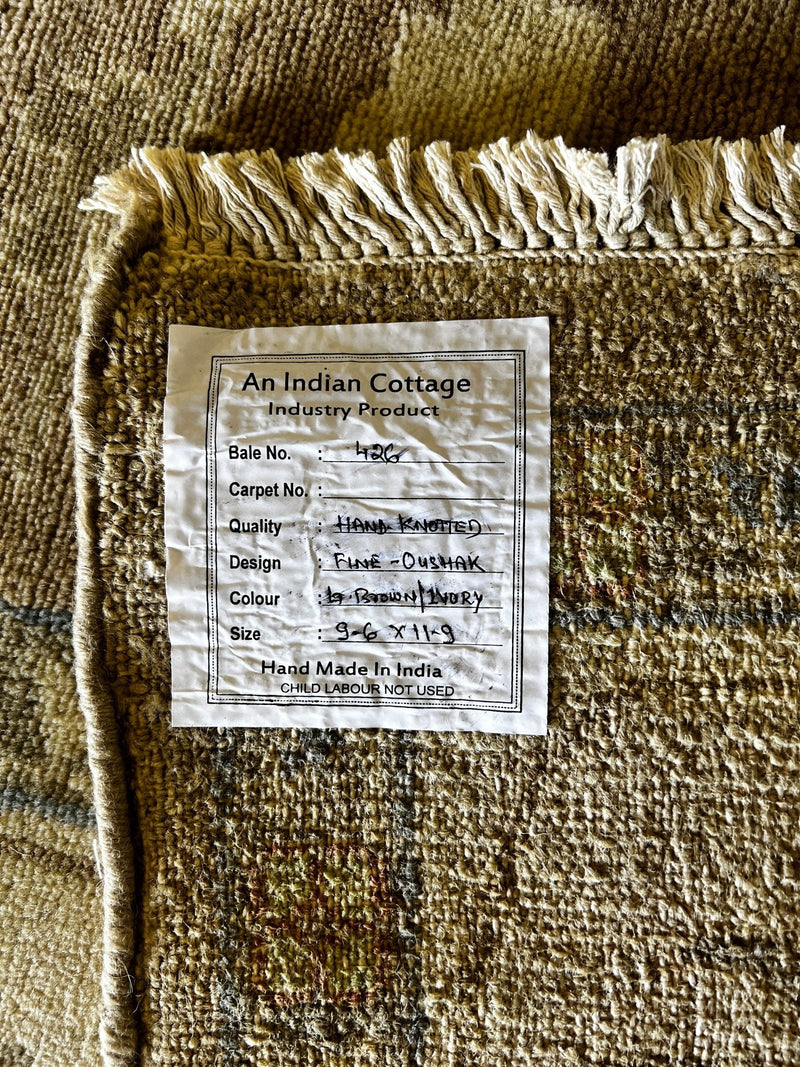 An Indian Cottage
Industry Product
Bale No. : 426
Carpet No. :
Quality : HAND KNOTTED
Design : FINE - OUSHAK
Colour : BROWN/IVORY
Size : 9-6 X 11-9
Hand Made In India
CHILD LABOUR NOT USED